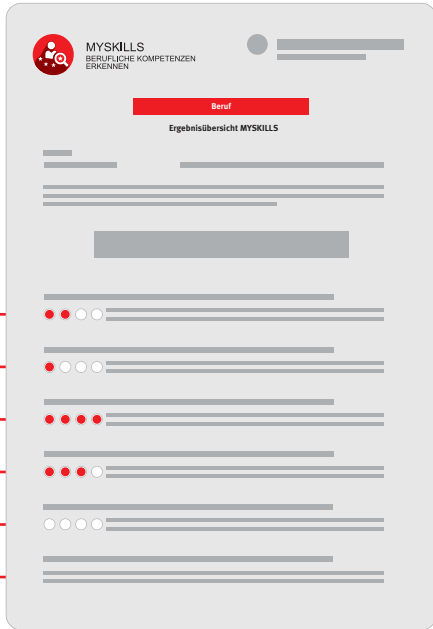 MYSKILLS
BERUFLICHE KOMPETENZEN
ERKENNEN
Beruf
Ergebnisübersicht MYSKILLS